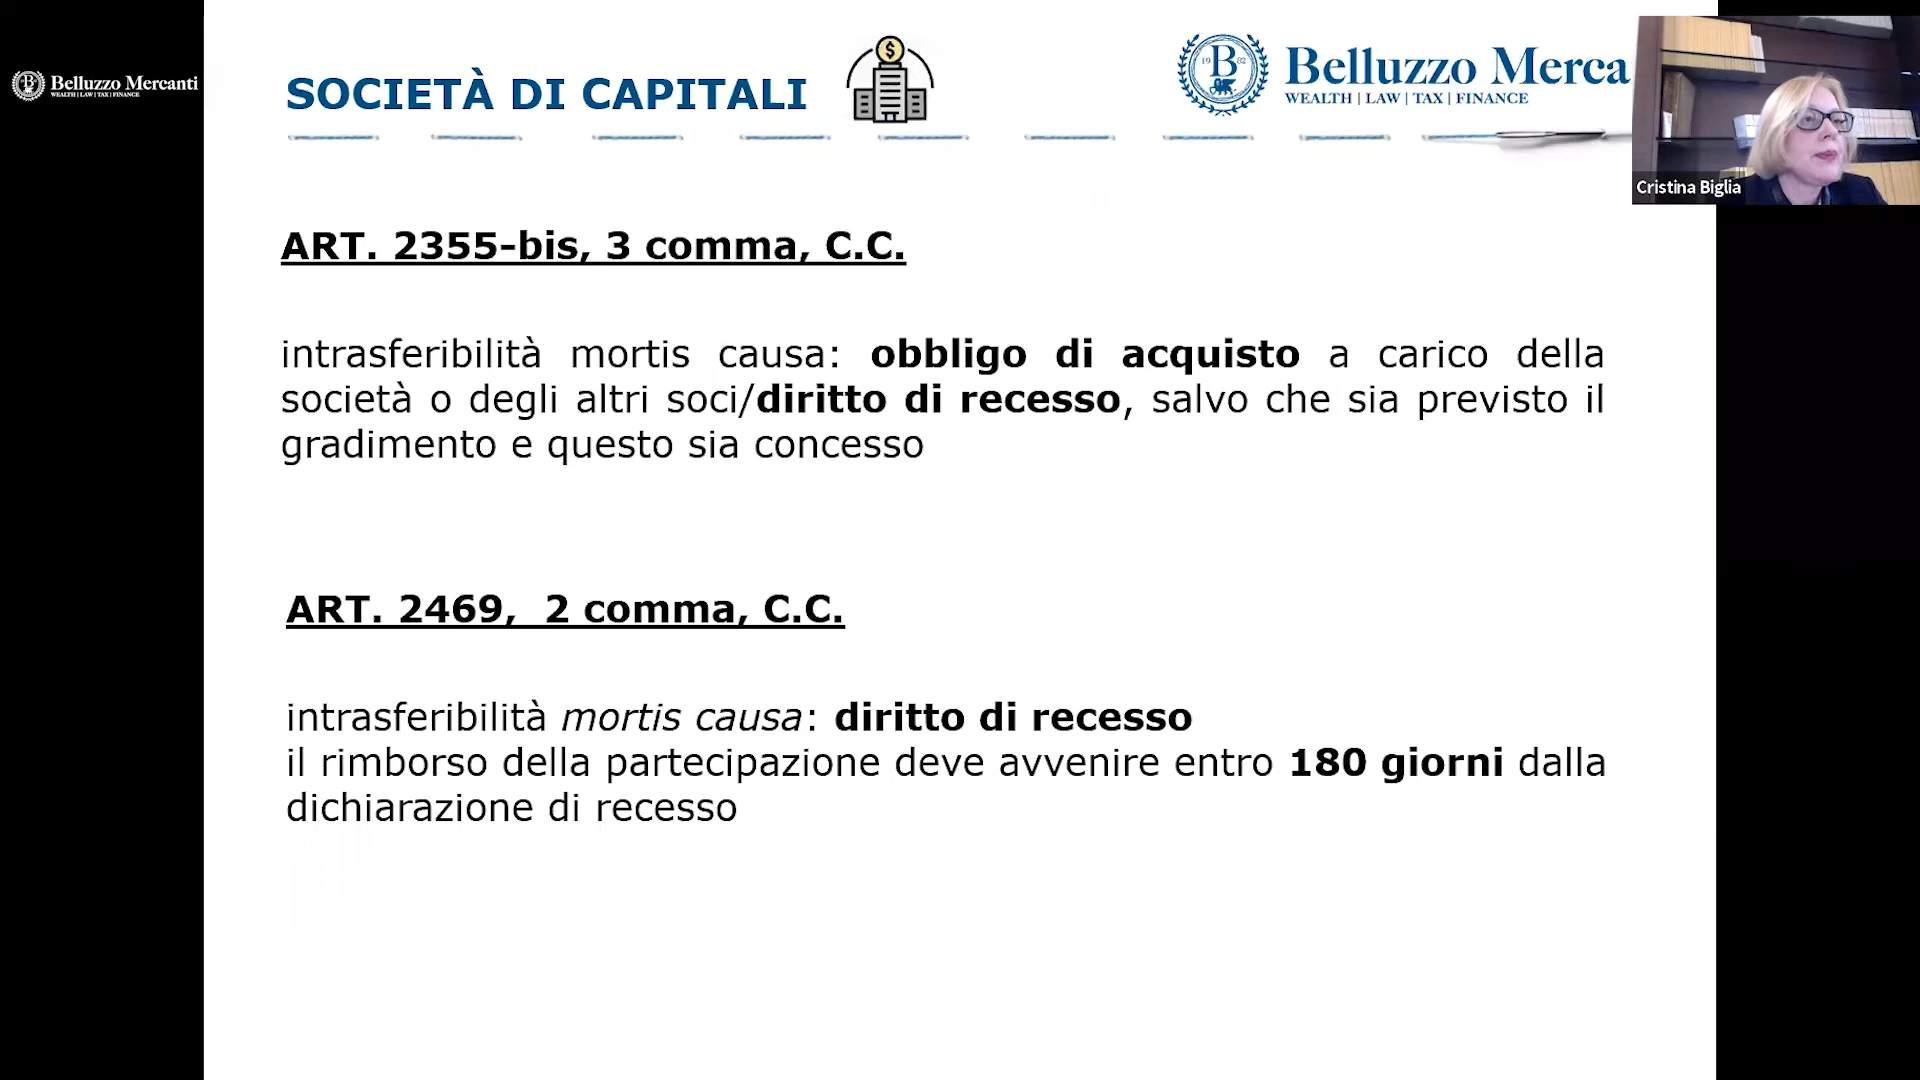 Belluzzo Mercanti
WEALTH | LAW | TAX | FINANCE
SOCIETÀ DI CAPITALI
$
19 B 82
Belluzzo Merca
WEALTH | LAW | TAX | FINANCE
Cristina Biglia
ART. 2355-bis, 3 comma, C.C.
intrasferibilità mortis causa: obbligo di acquisto a carico della
società o degli altri soci/diritto di recesso, salvo che sia previsto il
gradimento e questo sia concesso
ART. 2469, 2 comma, C.C.
intrasferibilità mortis causa: diritto di recesso
il rimborso della partecipazione deve avvenire entro 180 giorni dalla
dichiarazione di recesso